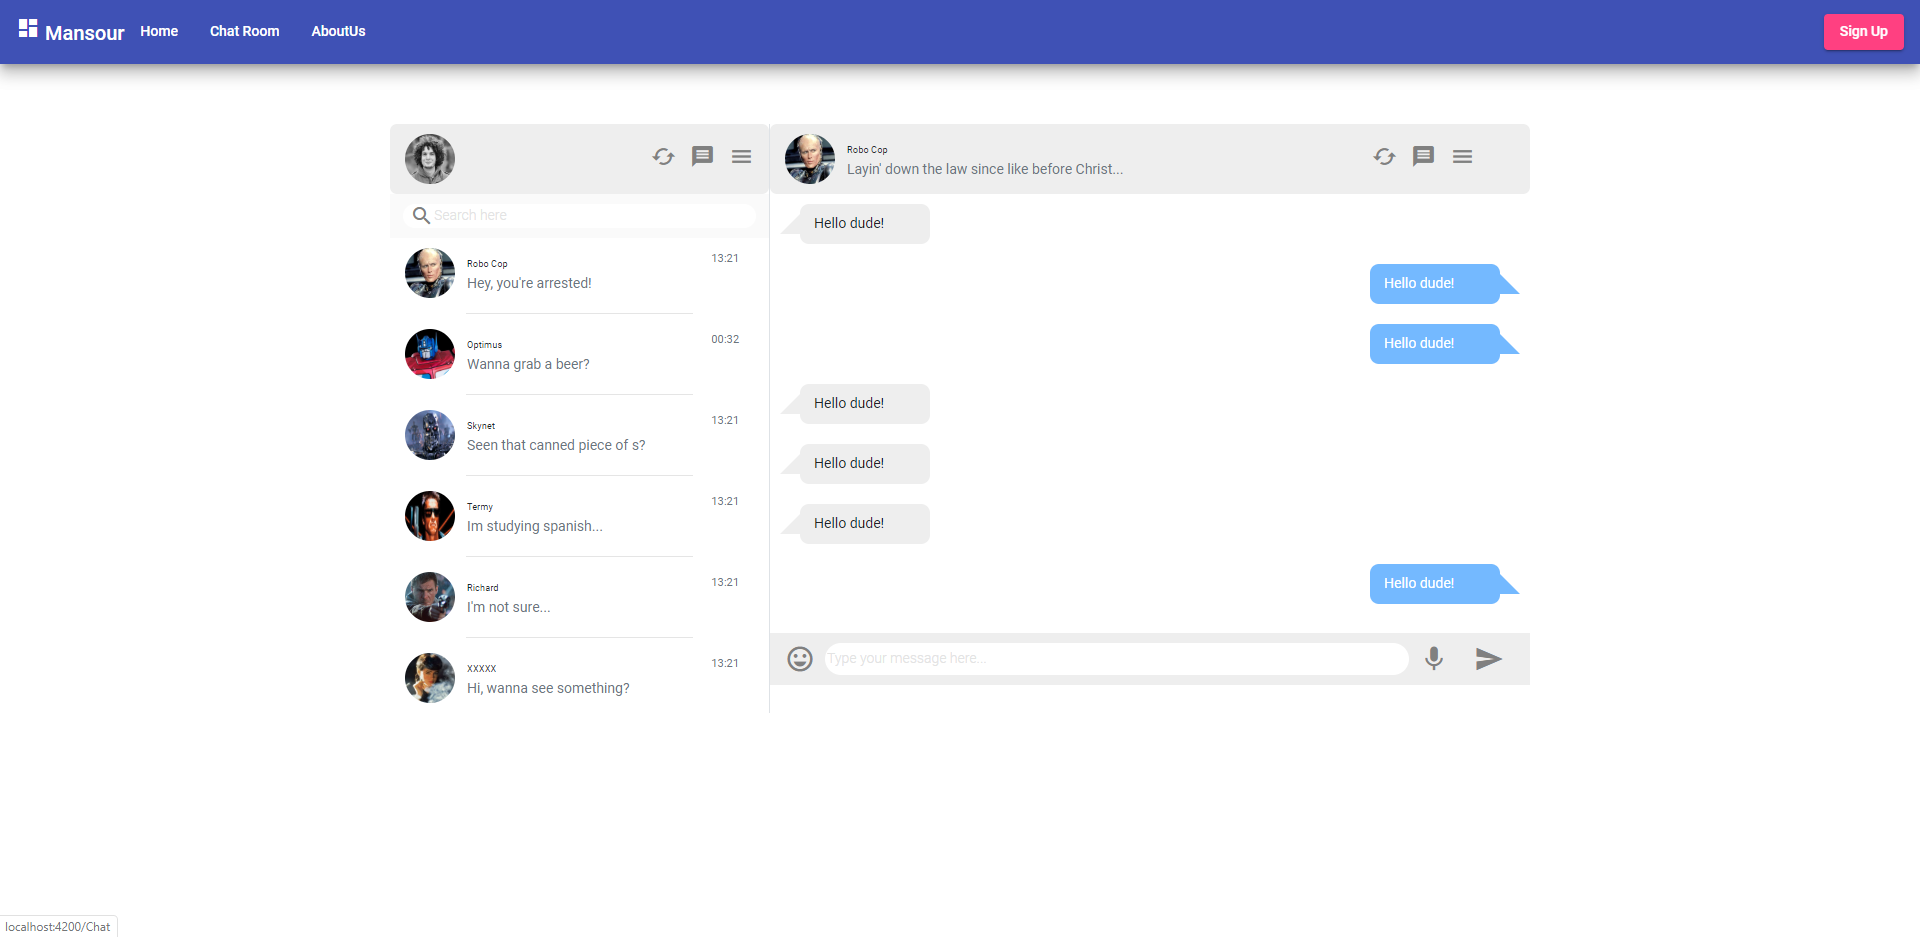 Mansour Home Chat Room AboutUs Sign Up
Robo Cop
Layin' down the law since like before Christ...
Search here
Robo Cop 13:21
Hey, you're arrested!
Optimus 00:32
Wanna grab a beer?
Skynet 13:21
Seen that canned piece of s?
Termy 13:21
Im studying spanish...
Richard 13:21
I'm not sure...
XXXXX 13:21
Hi, wanna see something?
Hello dude!
Hello dude!
Hello dude!
Hello dude!
Hello dude!
Hello dude!
Hello dude!
Type your message here...
localhost:4200/Chat